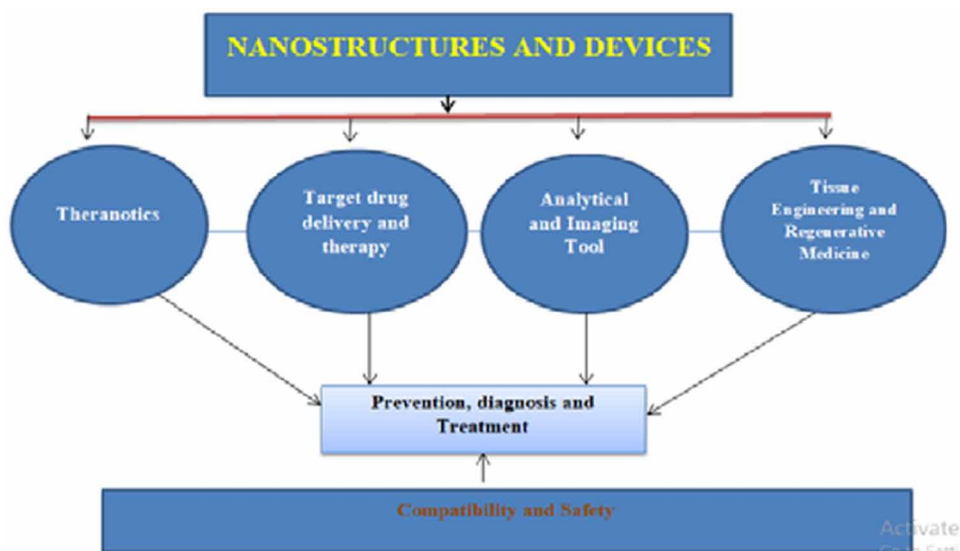 NANOSTRUCTURES AND DEVICES
Theranotics
Target drug
delivery and
therapy
Analytical
and Imaging
Tool
Tissue
Engineering and
Regenerative
Medicine
Prevention, diagnosis and
Treatment
Compatibility and Safety
Activate